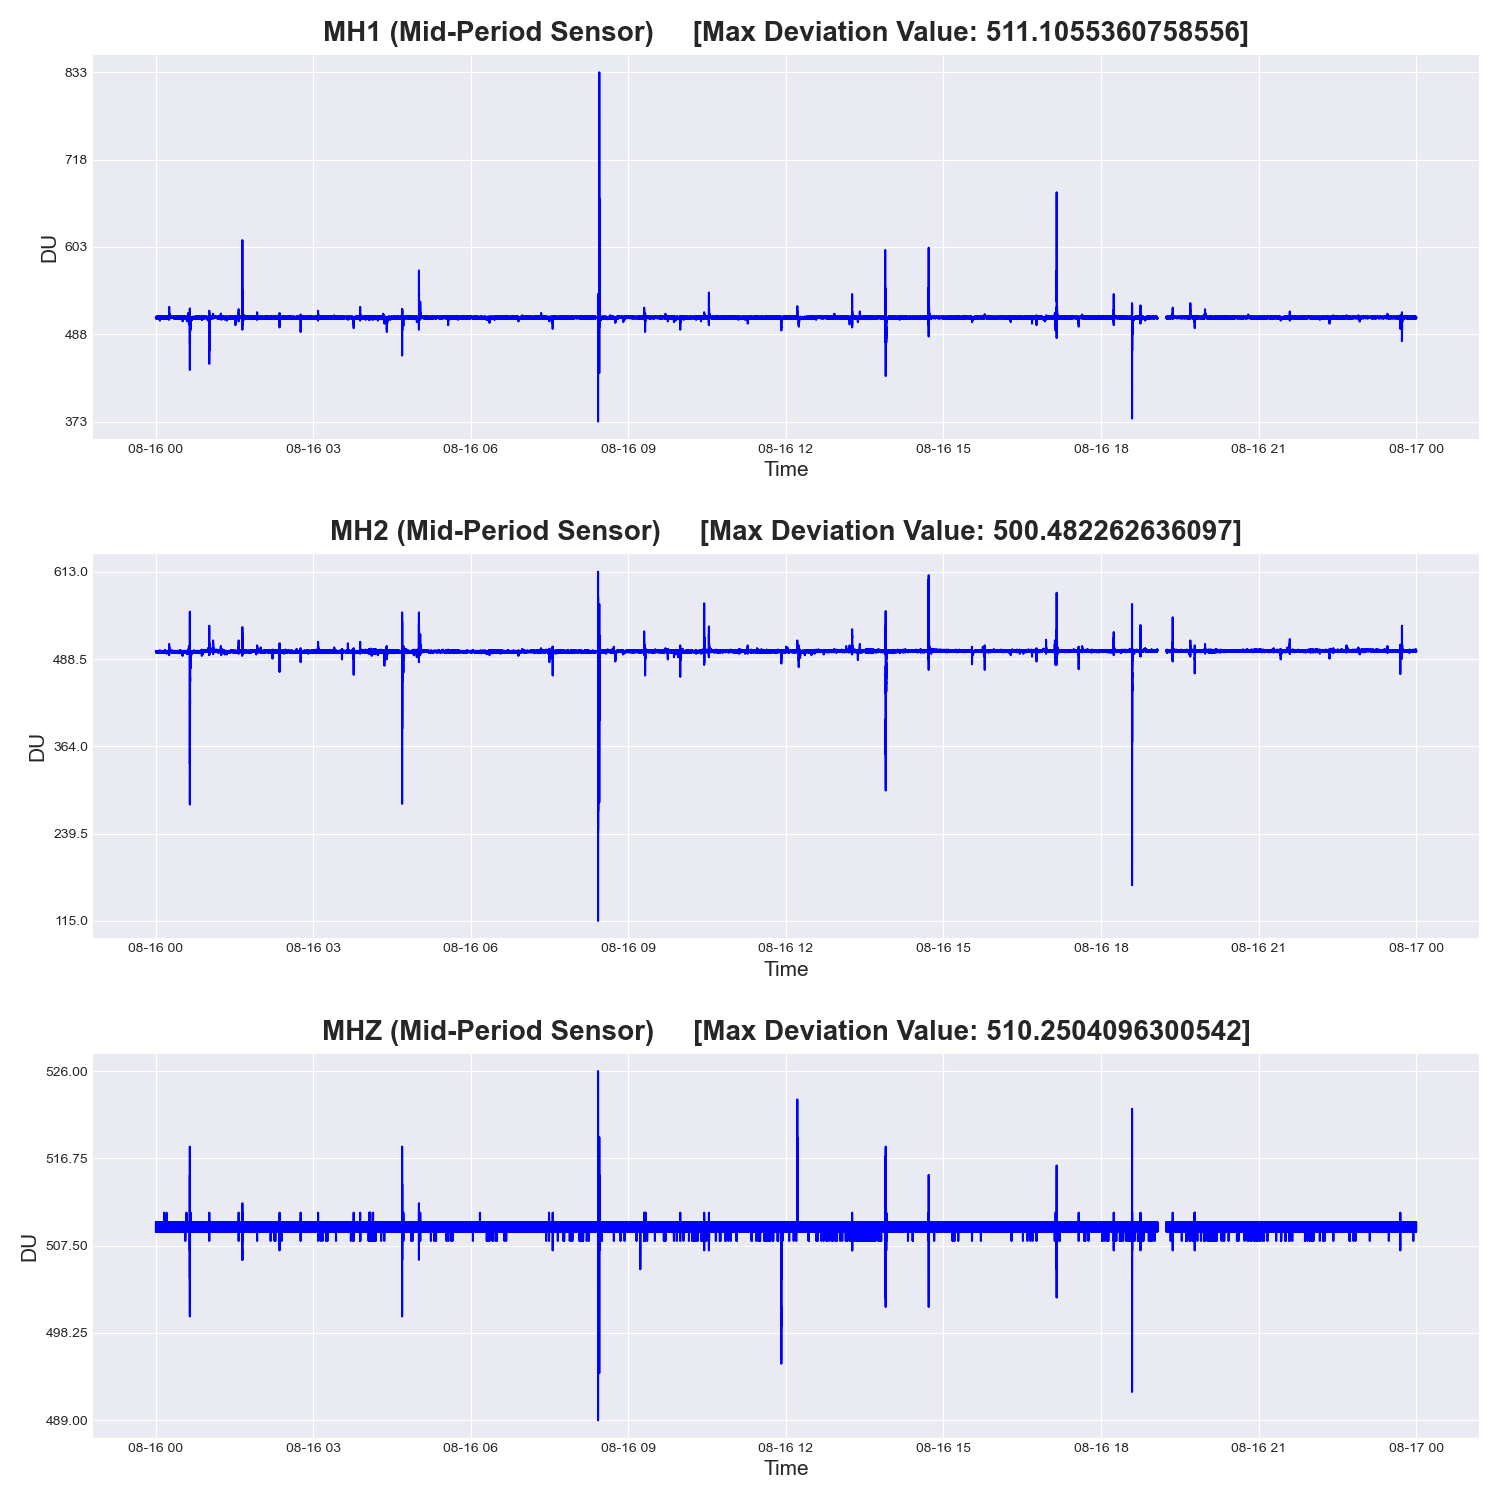 MH1 (Mid-Period Sensor) [Max Deviation Value: 511.1055360758556]
833
718
603
488
373
DU
08-16 00 08-16 03 08-16 06 08-16 09 08-16 12 08-16 15 08-16 18 08-16 21 08-17 00
Time
MH2 (Mid-Period Sensor) [Max Deviation Value: 500.482262636097]
613.0
488.5
364.0
239.5
115.0
DU
08-16 00 08-16 03 08-16 06 08-16 09 08-16 12 08-16 15 08-16 18 08-16 21 08-17 00
Time
MHZ (Mid-Period Sensor) [Max Deviation Value: 510.2504096300542]
526.00
516.75
507.50
498.25
489.00
DU
08-16 00 08-16 03 08-16 06 08-16 09 08-16 12 08-16 15 08-16 18 08-16 21 08-17 00
Time